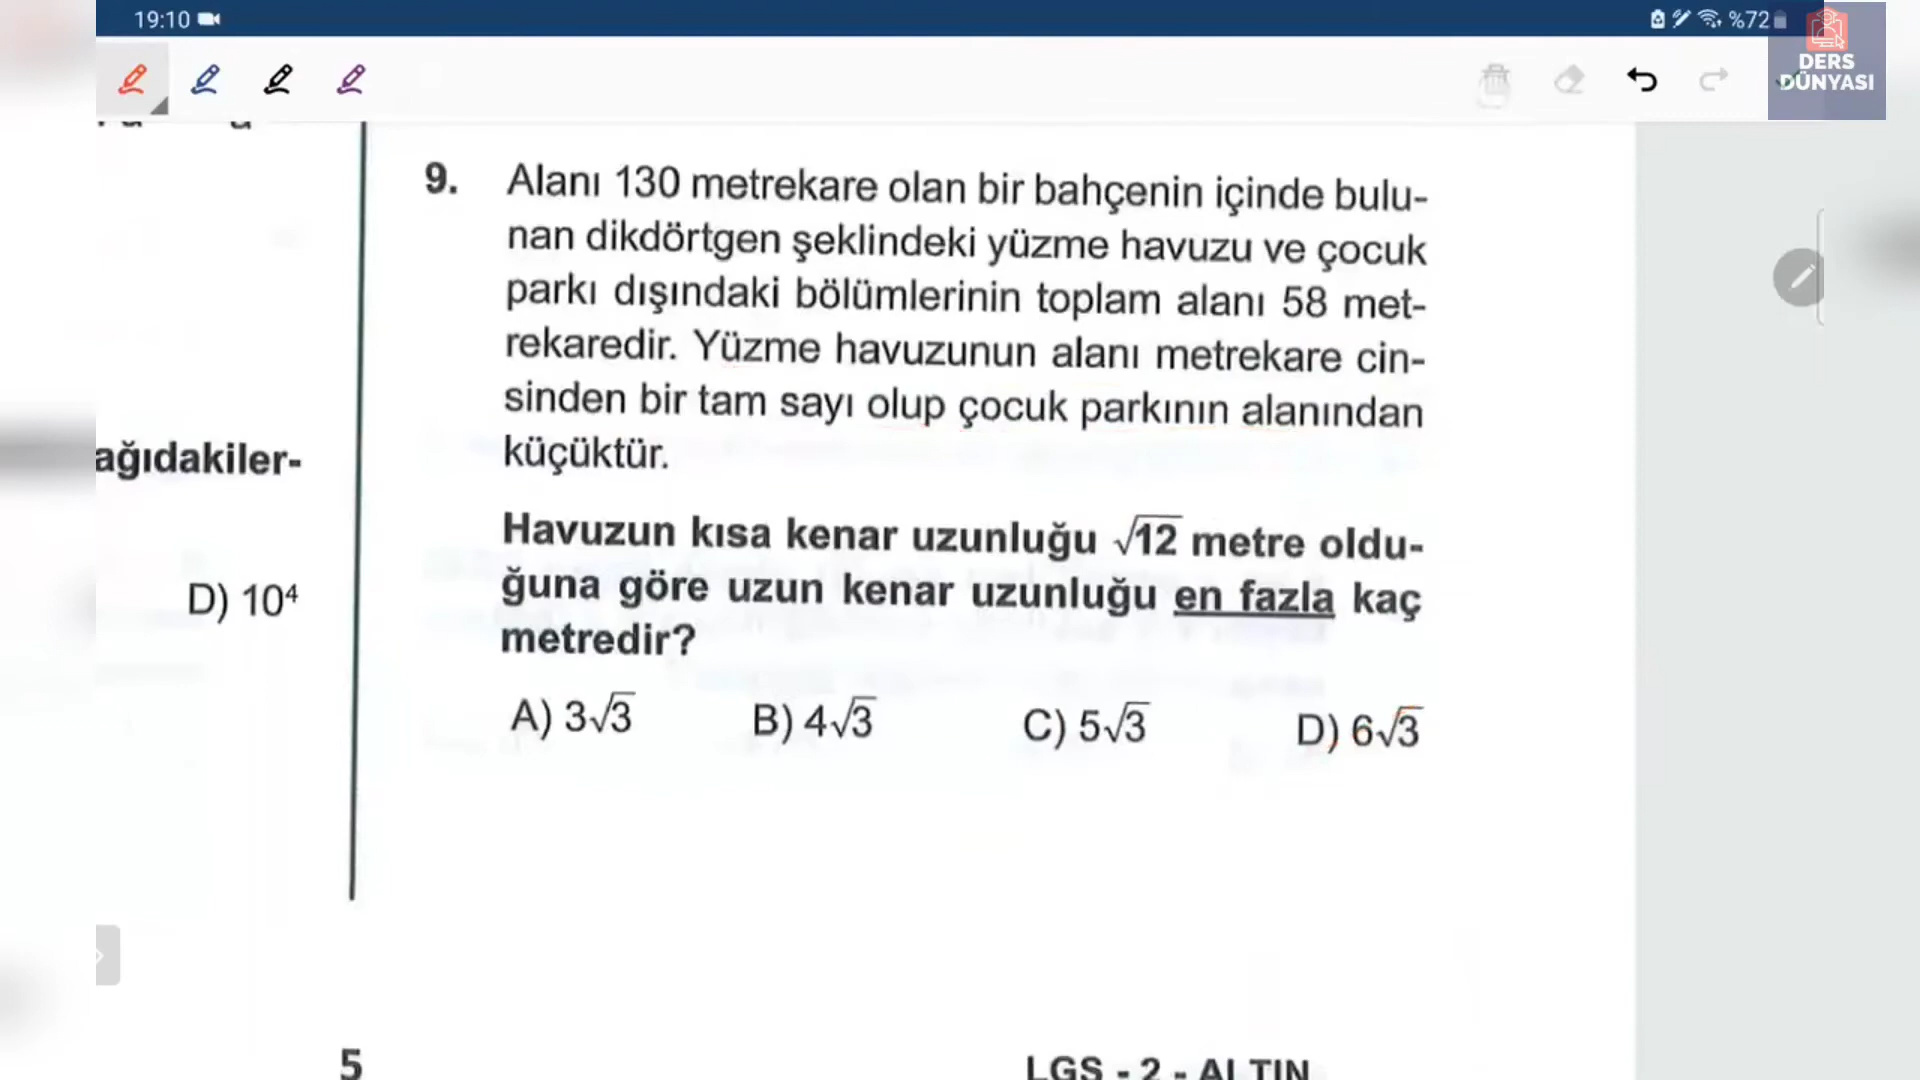 19:10
%72
DERS
DÜNYASI
9. Alanı 130 metrekare olan bir bahçenin içinde bulu-
nan dikdörtgen şeklindeki yüzme havuzu ve çocuk
parkı dışındaki bölümlerinin toplam alanı 58 met-
rekaredir. Yüzme havuzunun alanı metrekare cin-
sinden bir tam sayı olup çocuk parkının alanından
küçüktür.
ağıdakiler-
Havuzun kısa kenar uzunluğu √12 metre oldu-
ğuna göre uzun kenar uzunluğu en fazla kaç
metredir?
D) 10⁴
A) 3√3 B) 4√3 C) 5√3 D) 6√3
5
LGS - 2 - ALTIN